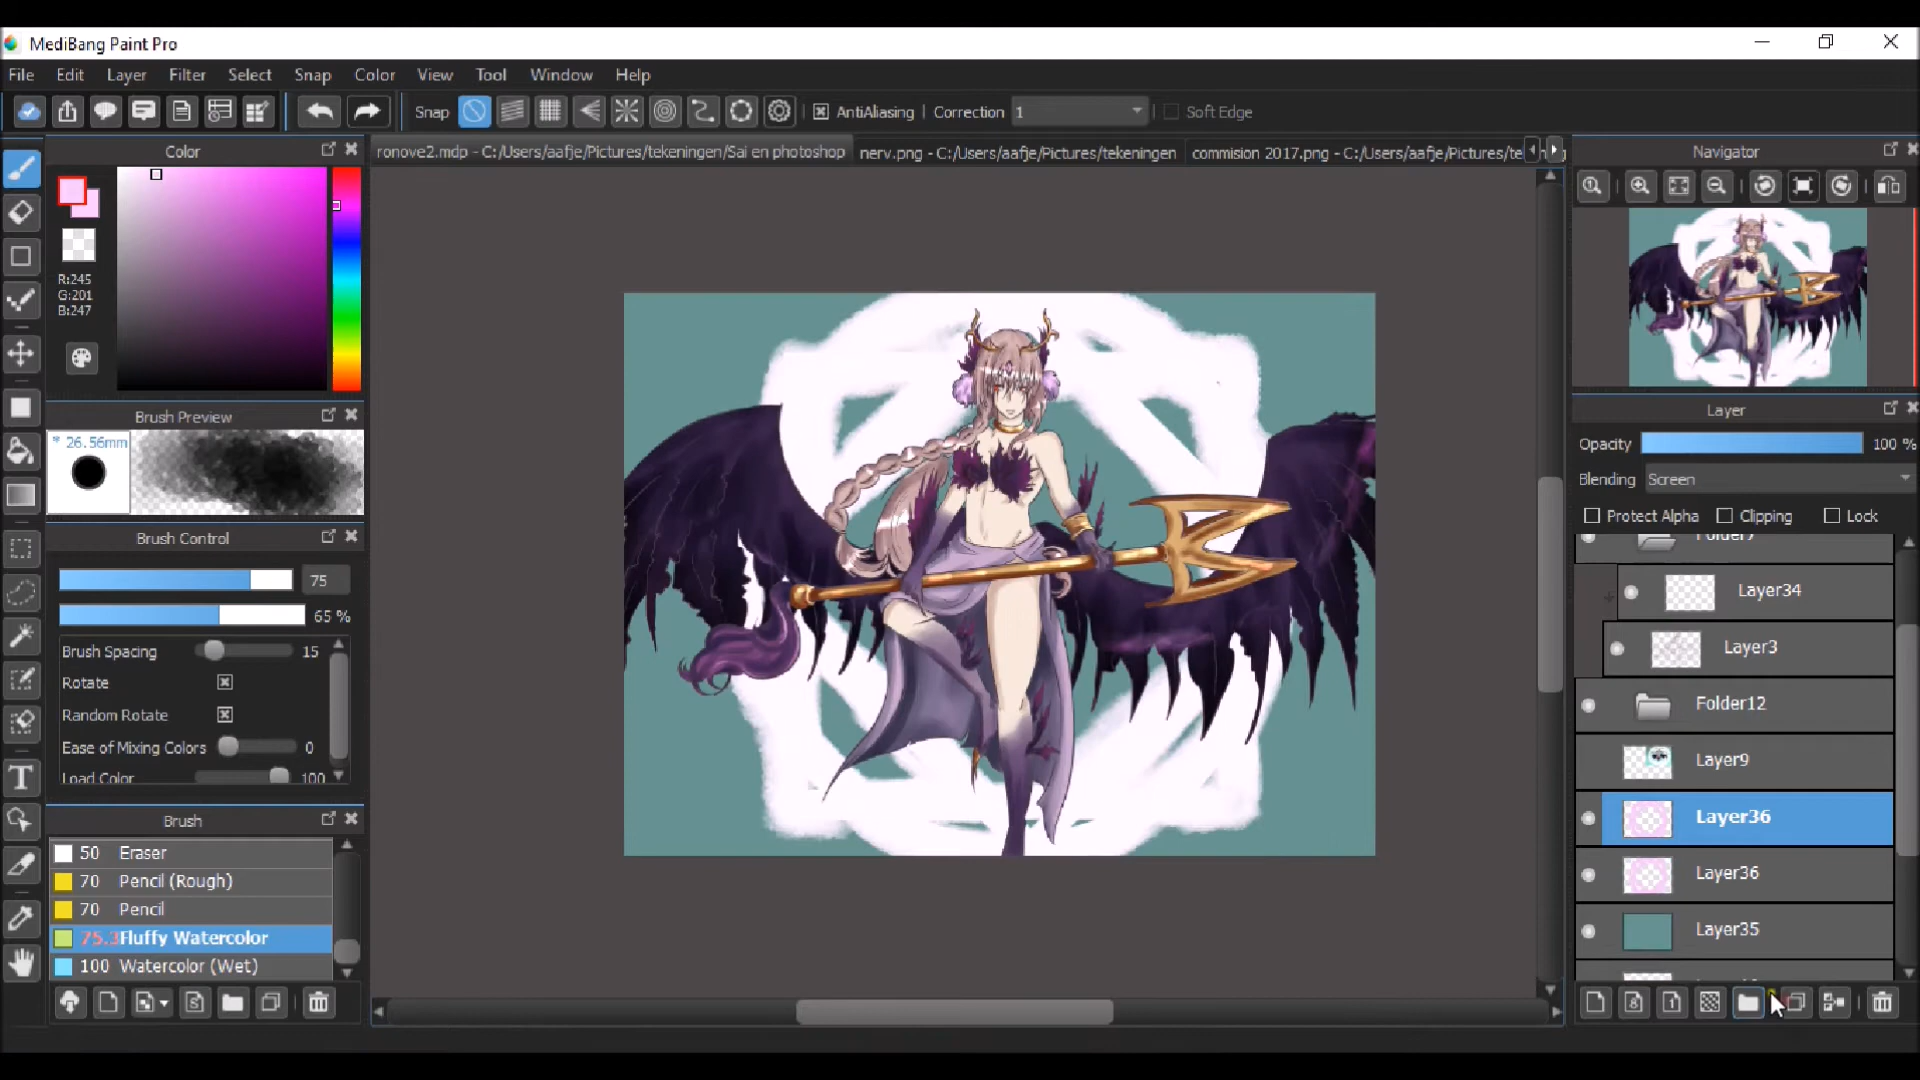 MediBang Paint Pro
File Edit Layer Filter Select Snap Color View Tool Window Help
Snap AntiAliasing Correction 1 Soft Edge
Color
ronove2.mdp - C:/Users/aafje/Pictures/tekeningen/Sai en photoshop
nerv.png - C:/Users/aafje/Pictures/tekeningen
commision 2017.png - C:/Users/aafje/Pictures/te
Navigator
R:245
G:201
B:247
Brush Preview
* 26.56mm
Brush Control
75
65 %
Brush Spacing 15
Rotate
Random Rotate
Ease of Mixing Colors 0
Load Color 100
Brush
50 Eraser
70 Pencil (Rough)
70 Pencil
75.3 Fluffy Watercolor
100 Watercolor (Wet)
Layer
Opacity 100 %
Blending Screen
Protect Alpha Clipping Lock
Folder7
Layer34
Layer3
Folder12
Layer9
Layer36
Layer36
Layer35